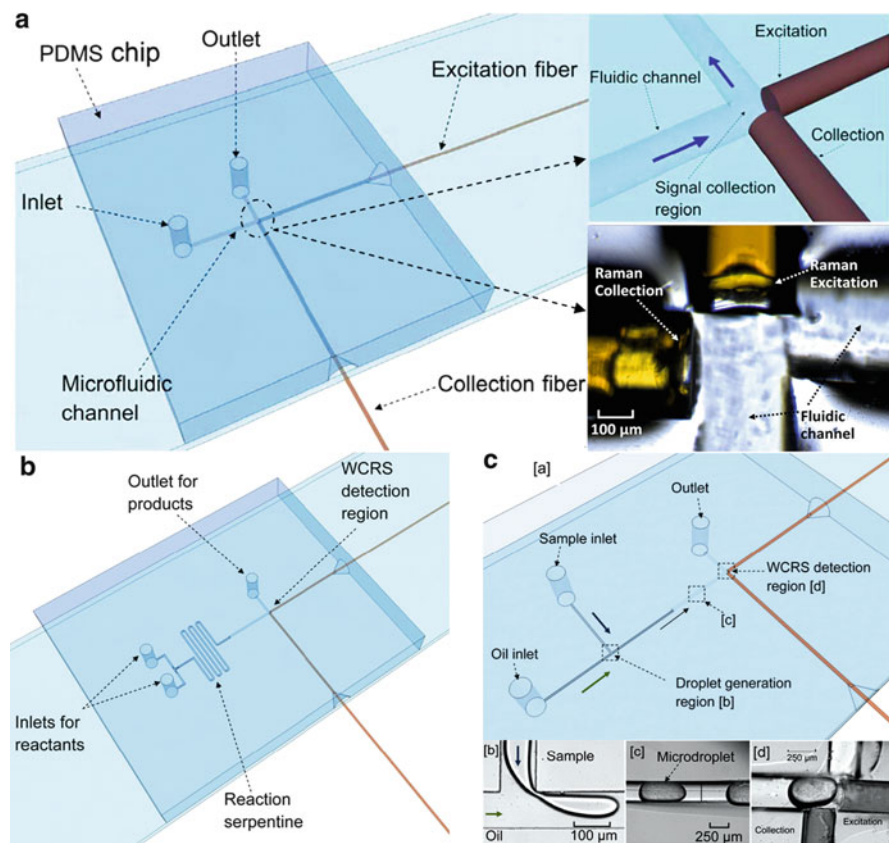 a
PDMS chip
Outlet
Excitation fiber
Inlet
Microfluidic
channel
Collection fiber
Excitation
Fluidic channel
Collection
Signal collection
region
Raman
Collection
Raman
Excitation
100 µm
Fluidic
channel
b
Outlet for
products
WCRS
detection
region
Inlets for
reactants
Reaction
serpentine
c
[a]
Outlet
Sample inlet
WCRS detection
region [d]
[c]
Oil inlet
Droplet generation
region [b]
[b]
Sample
100 µm
Oil
[c]
Microdroplet
250 µm
[d]
250 µm
Collection
Excitation